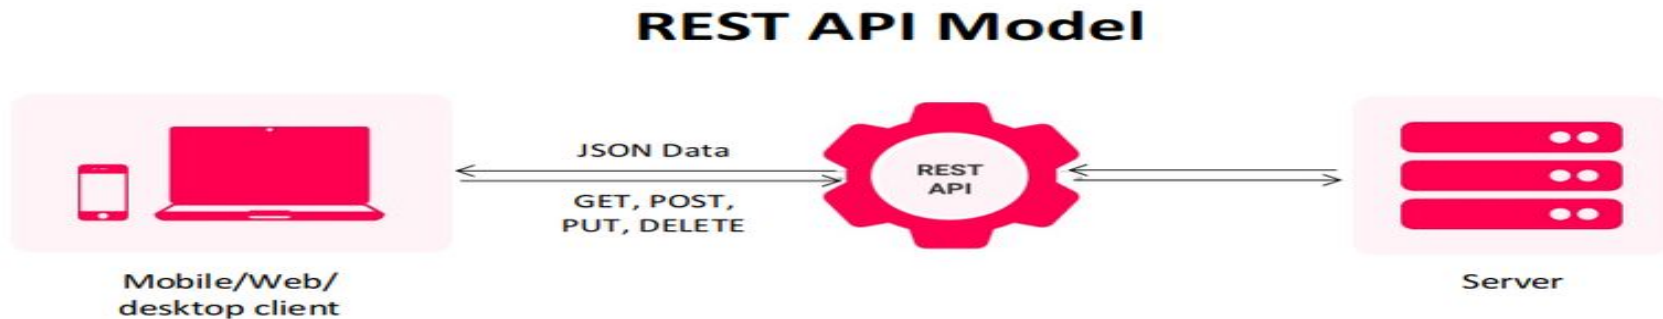 REST API Model
JSON Data
GET, POST,
PUT, DELETE
REST
API
Mobile/Web/
desktop client
Server